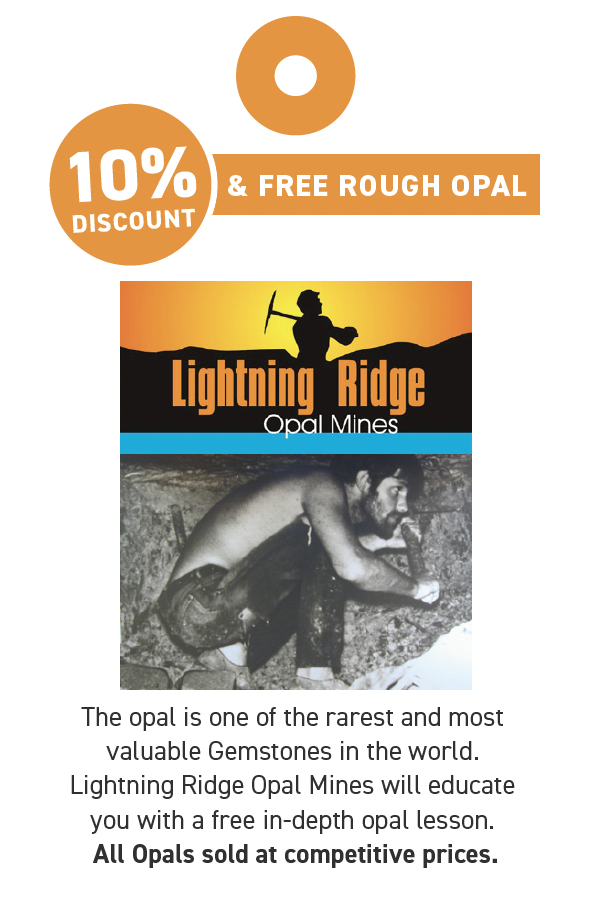 10%
DISCOUNT
& FREE ROUGH OPAL
Lightning Ridge
Opal Mines
The opal is one of the rarest and most
valuable Gemstones in the world.
Lightning Ridge Opal Mines will educate
you with a free in-depth opal lesson.
All Opals sold at competitive prices.